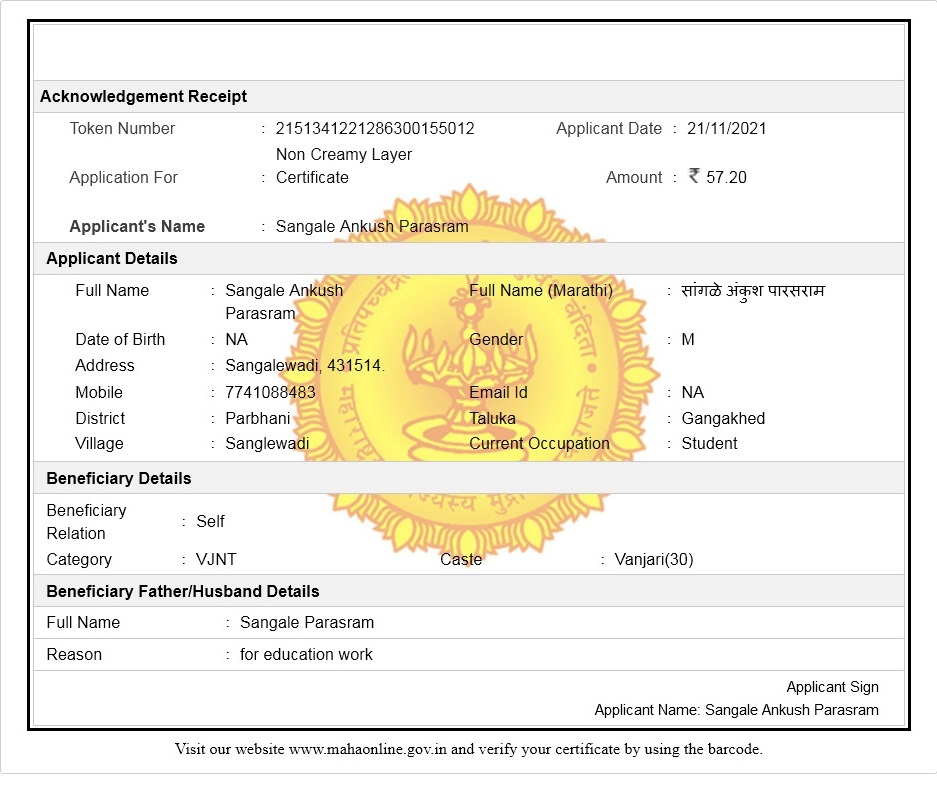 Acknowledgement Receipt
Token Number : 2151341221286300155012 Applicant Date : 21/11/2021
Non Creamy Layer
Application For : Certificate Amount : ₹ 57.20
Applicant's Name : Sangale Ankush Parasram
Applicant Details
Full Name : Sangale Ankush Full Name (Marathi) : सांगळे अंकुश पारसराम
Parasram
Date of Birth : NA Gender : M
Address : Sangalewadi, 431514.
Mobile : 7741088483 Email Id : NA
District : Parbhani Taluka : Gangakhed
Village : Sanglewadi Current Occupation : Student
Beneficiary Details
Beneficiary
Relation : Self
Category : VJNT Caste : Vanjari(30)
Beneficiary Father/Husband Details
Full Name : Sangale Parasram
Reason : for education work
Applicant Sign
Applicant Name: Sangale Ankush Parasram
Visit our website www.mahaonline.gov.in and verify your certificate by using the barcode.